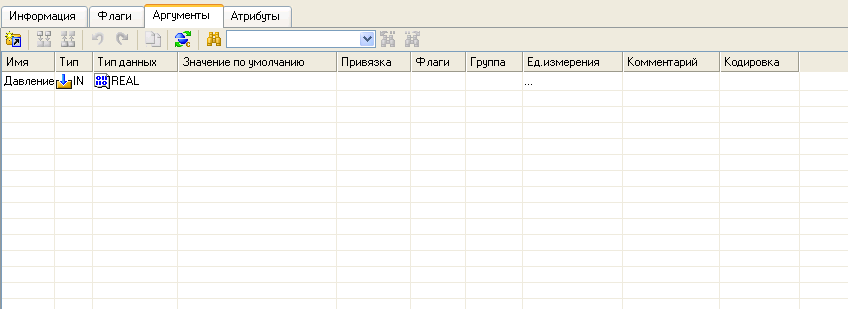 Информация Флаги Аргументы Атрибуты
Имя Тип Тип данных Значение по умолчанию Привязка Флаги Группа Ед.измерения Комментарий Кодировка
Давление IN REAL ...